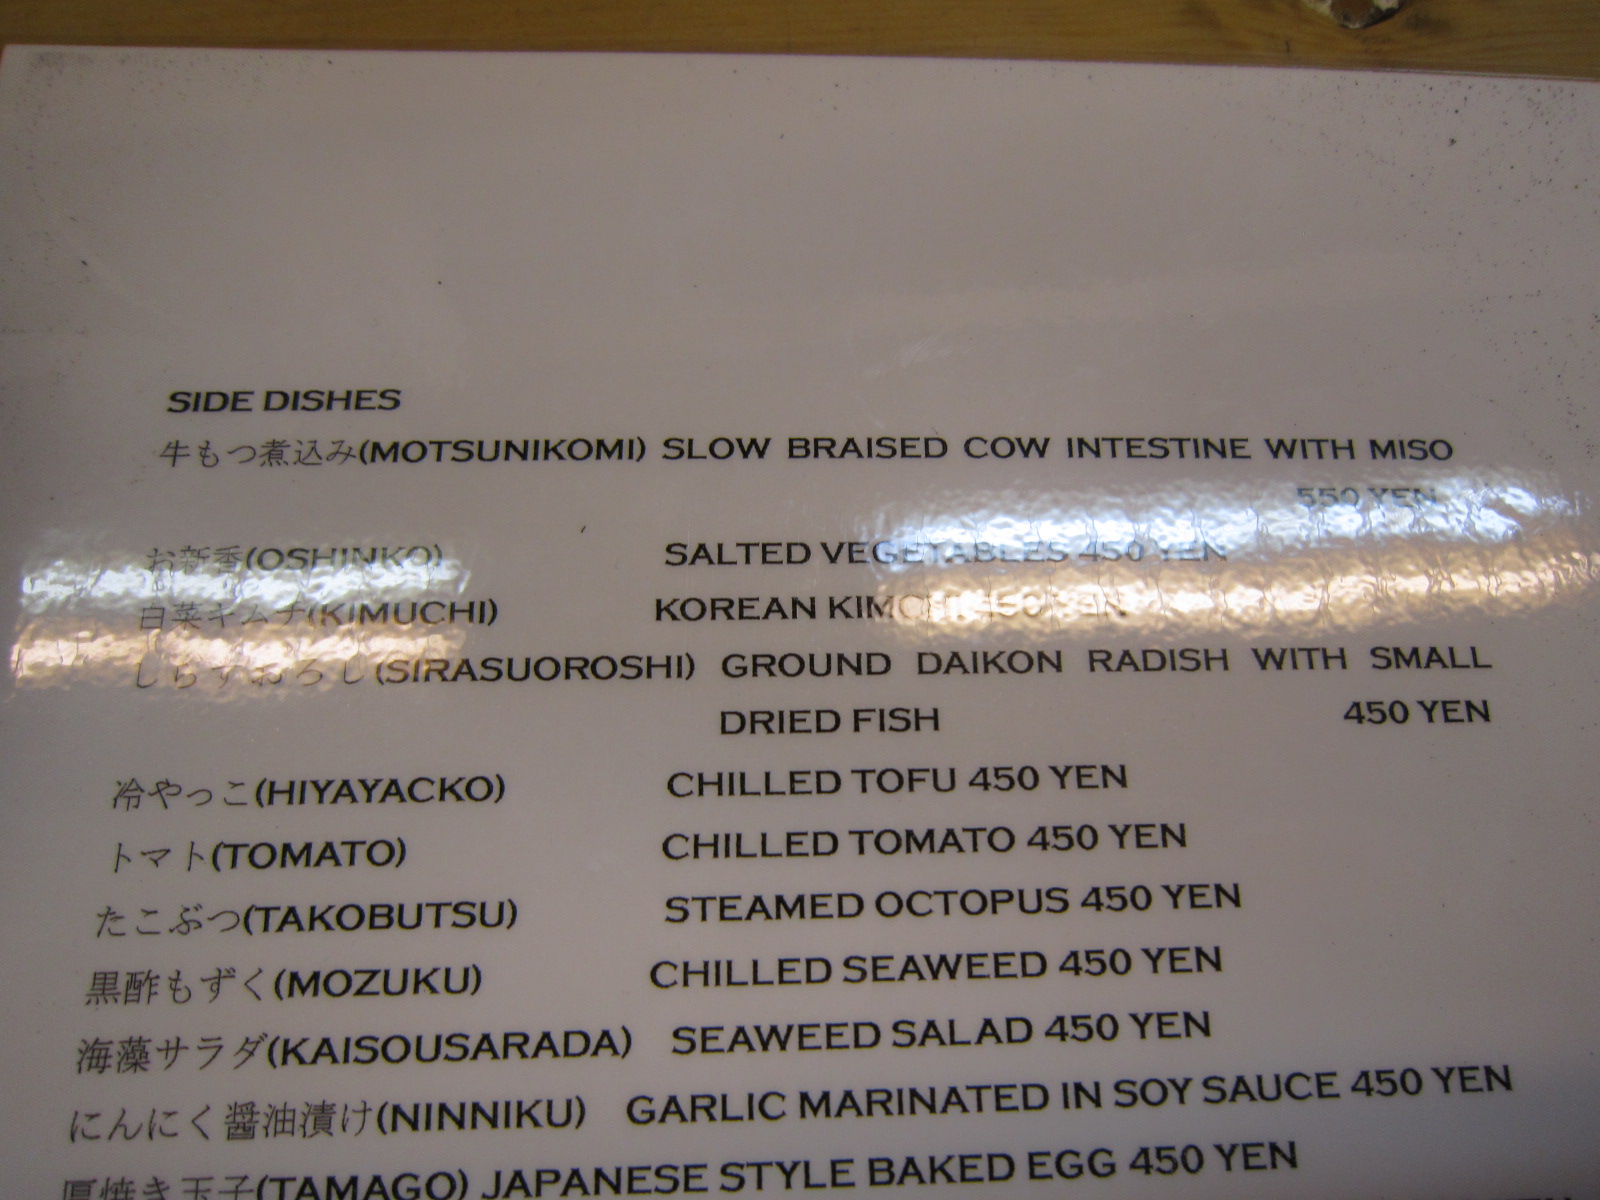 SIDE DISHES
牛もつ煮込み(MOTSUNIKOMI) SLOW BRAISED COW INTESTINE WITH MISO
550 YEN
お新香(OSHINKO) SALTED VEGETABLES 450 YEN
白菜キムチ(KIMUCHI) KOREAN KIMCHI 450 YEN
しらすおろし(SIRASUOROSHI) GROUND DAIKON RADISH WITH SMALL
DRIED FISH 450 YEN
冷やっこ(HIYAYACKO) CHILLED TOFU 450 YEN
トマト(TOMATO) CHILLED TOMATO 450 YEN
たこぶつ(TAKOBUTSU) STEAMED OCTOPUS 450 YEN
黒酢もずく(MOZUKU) CHILLED SEAWEED 450 YEN
海藻サラダ(KAISOUSARADA) SEAWEED SALAD 450 YEN
にんにく醤油漬け(NINNIKU) GARLIC MARINATED IN SOY SAUCE 450 YEN
厚焼き玉子(TAMAGO) JAPANESE STYLE BAKED EGG 450 YEN